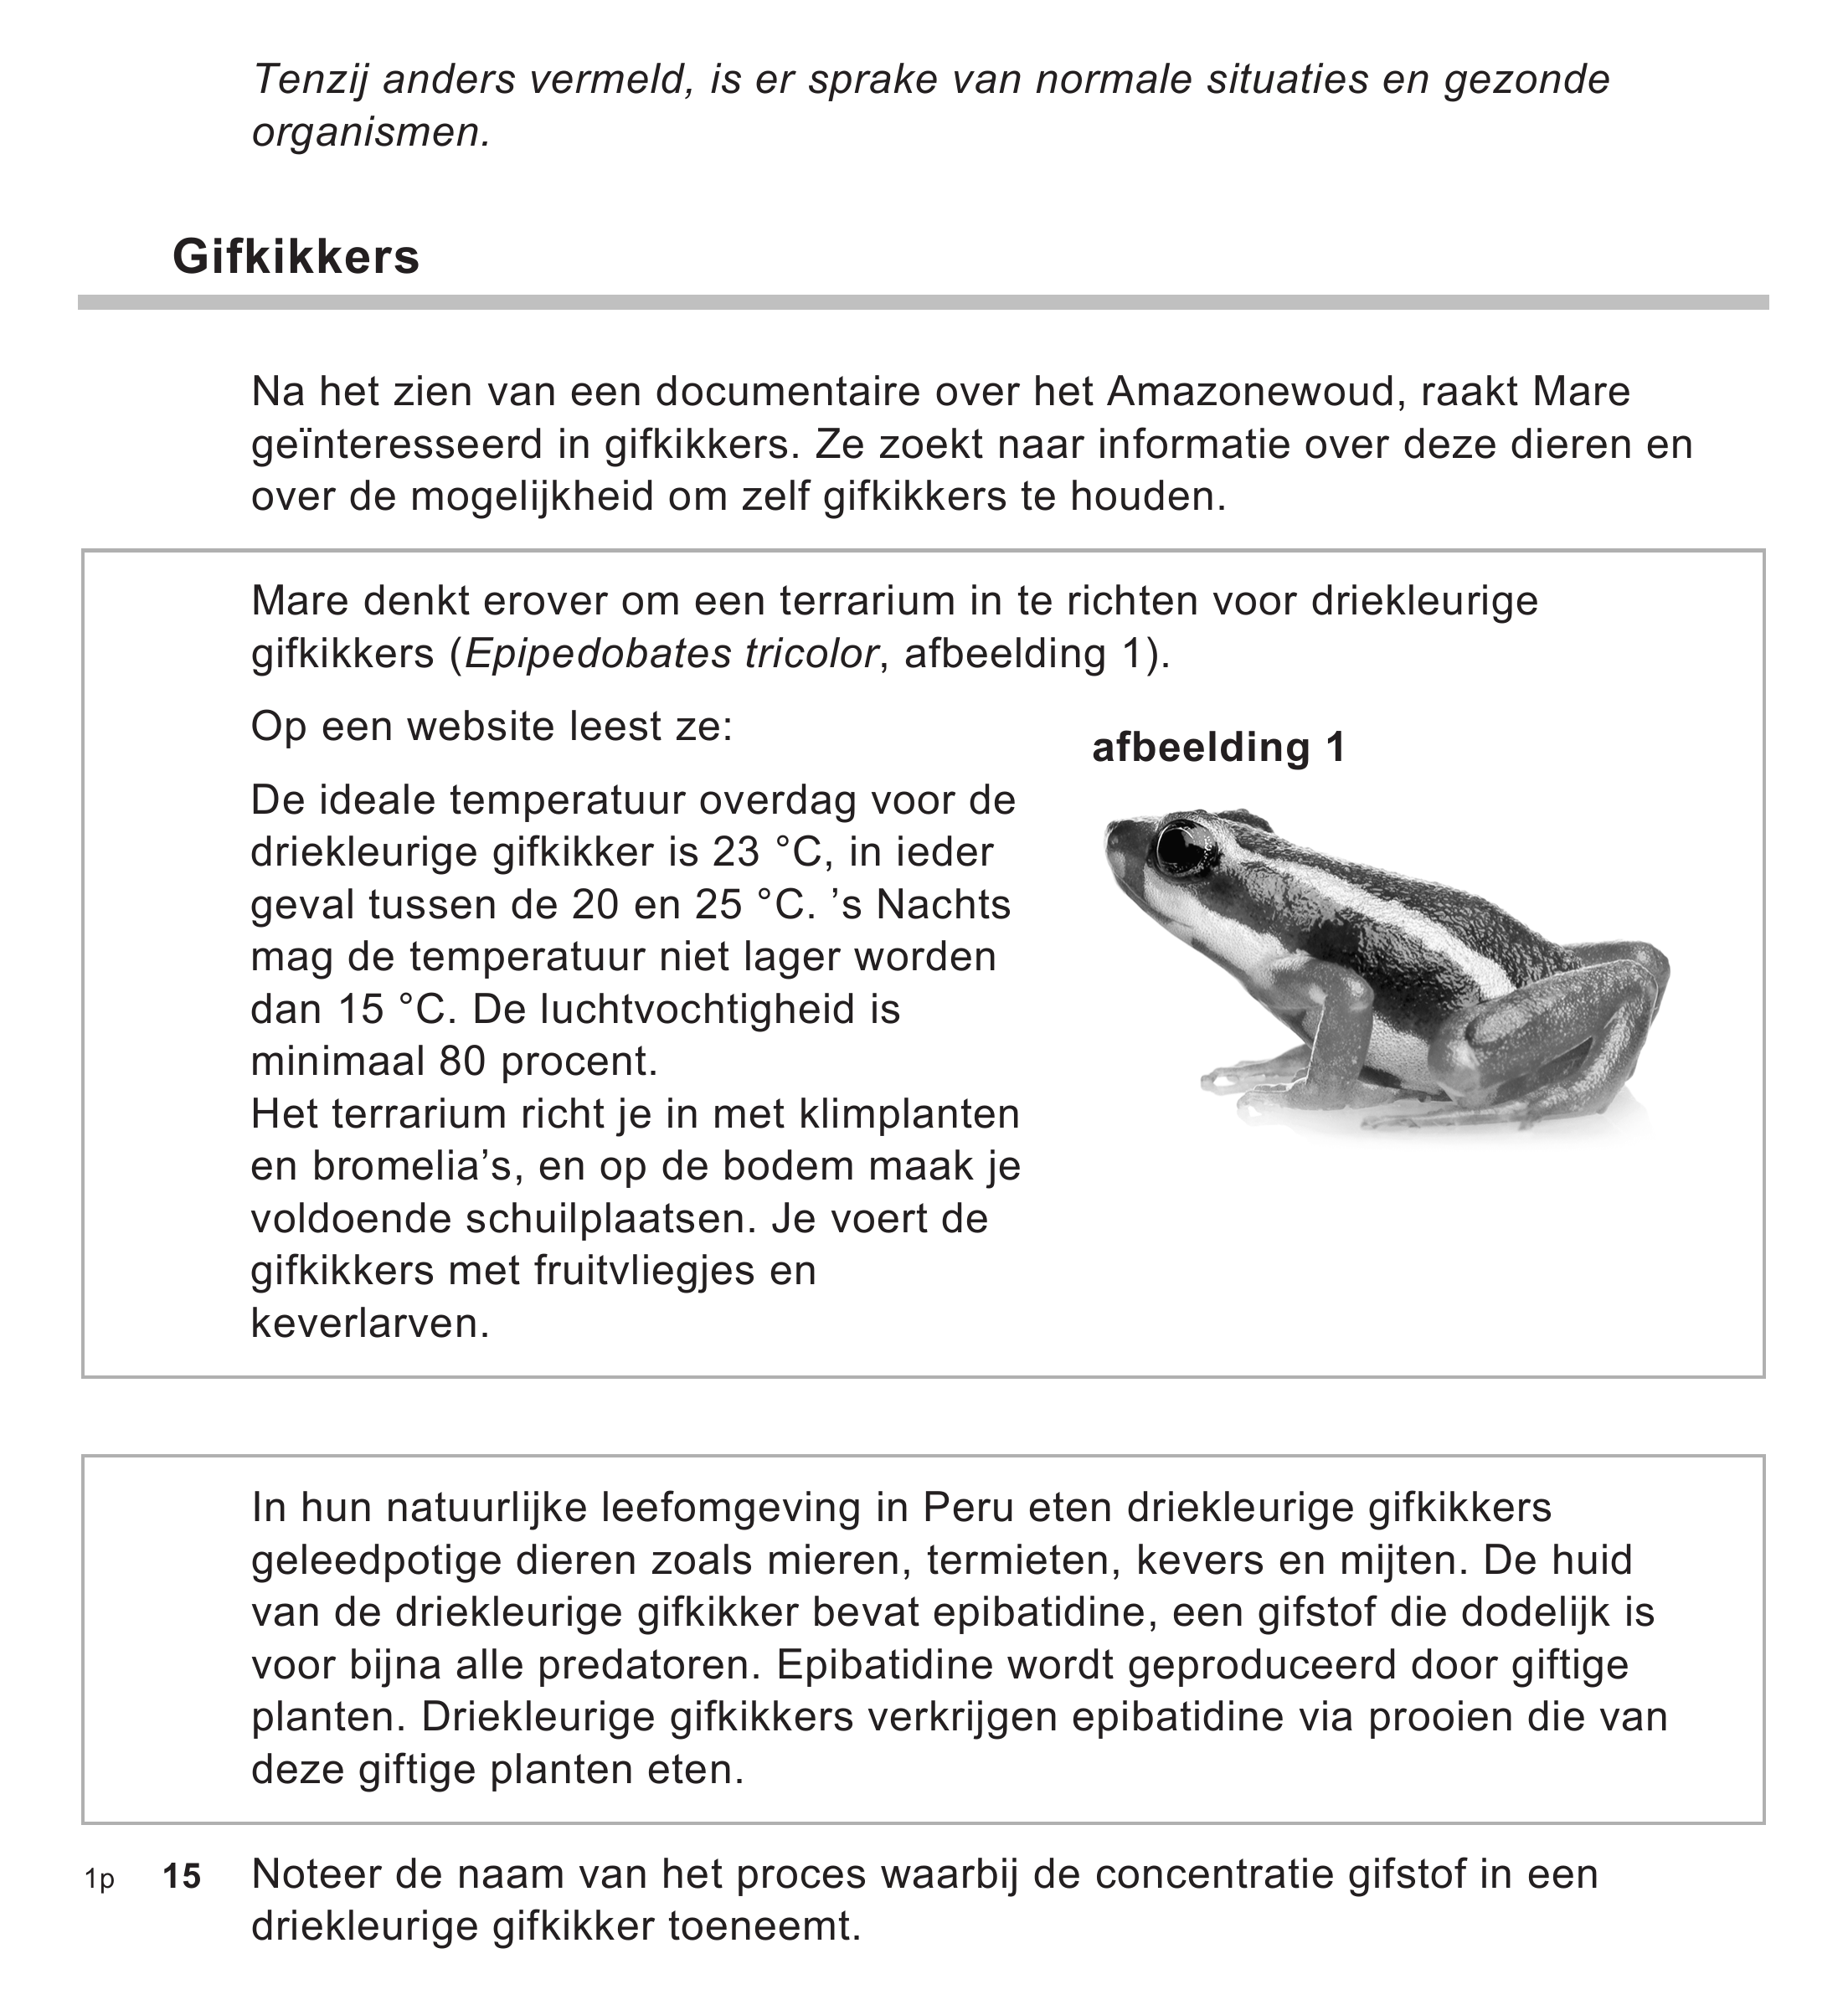 Tenzij anders vermeld, is er sprake van normale situaties en gezonde
organismen.
Gifkikkers
Na het zien van een documentaire over het Amazonewoud, raakt Mare
geïnteresseerd in gifkikkers. Ze zoekt naar informatie over deze dieren en
over de mogelijkheid om zelf gifkikkers te houden.
Mare denkt erover om een terrarium in te richten voor driekleurige
gifkikkers (Epipedobates tricolor, afbeelding 1).
Op een website leest ze:
De ideale temperatuur overdag voor de
driekleurige gifkikker is 23 °C, in ieder
geval tussen de 20 en 25 °C. ’s Nachts
mag de temperatuur niet lager worden
dan 15 °C. De luchtvochtigheid is
minimaal 80 procent.
Het terrarium richt je in met klimplanten
en bromelia’s, en op de bodem maak je
voldoende schuilplaatsen. Je voert de
gifkikkers met fruitvliegjes en
keverlarven.
afbeelding 1
In hun natuurlijke leefomgeving in Peru eten driekleurige gifkikkers
geleedpotige dieren zoals mieren, termieten, kevers en mijten. De huid
van de driekleurige gifkikker bevat epibatidine, een gifstof die dodelijk is
voor bijna alle predatoren. Epibatidine wordt geproduceerd door giftige
planten. Driekleurige gifkikkers verkrijgen epibatidine via prooien die van
deze giftige planten eten.
1p 15 Noteer de naam van het proces waarbij de concentratie gifstof in een
driekleurige gifkikker toeneemt.